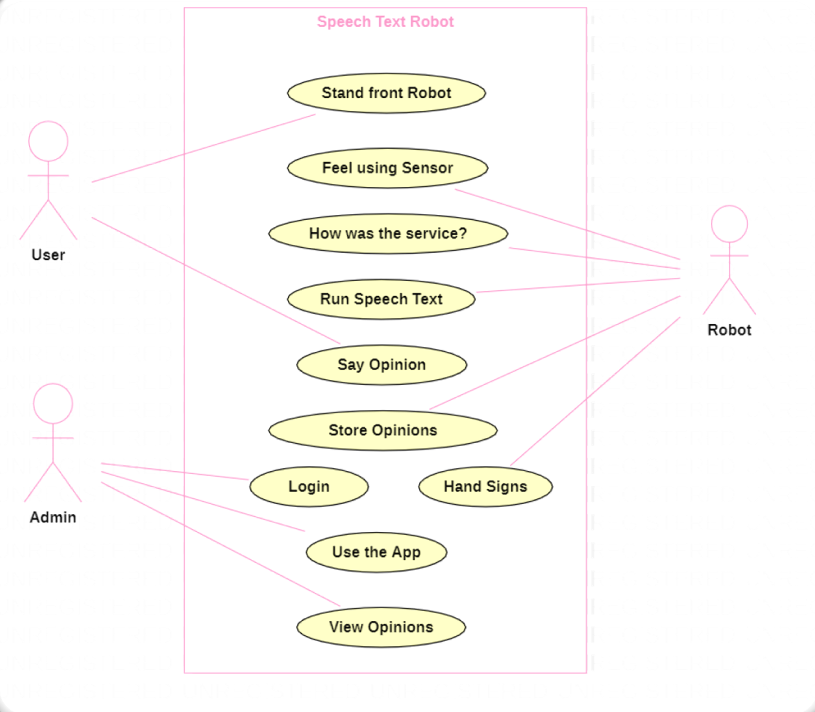 Speech Text Robot
Stand front Robot
Feel using Sensor
How was the service?
User
Run Speech Text
Robot
Say Opinion
Store Opinions
Login
Hand Signs
Admin
Use the App
View Opinions